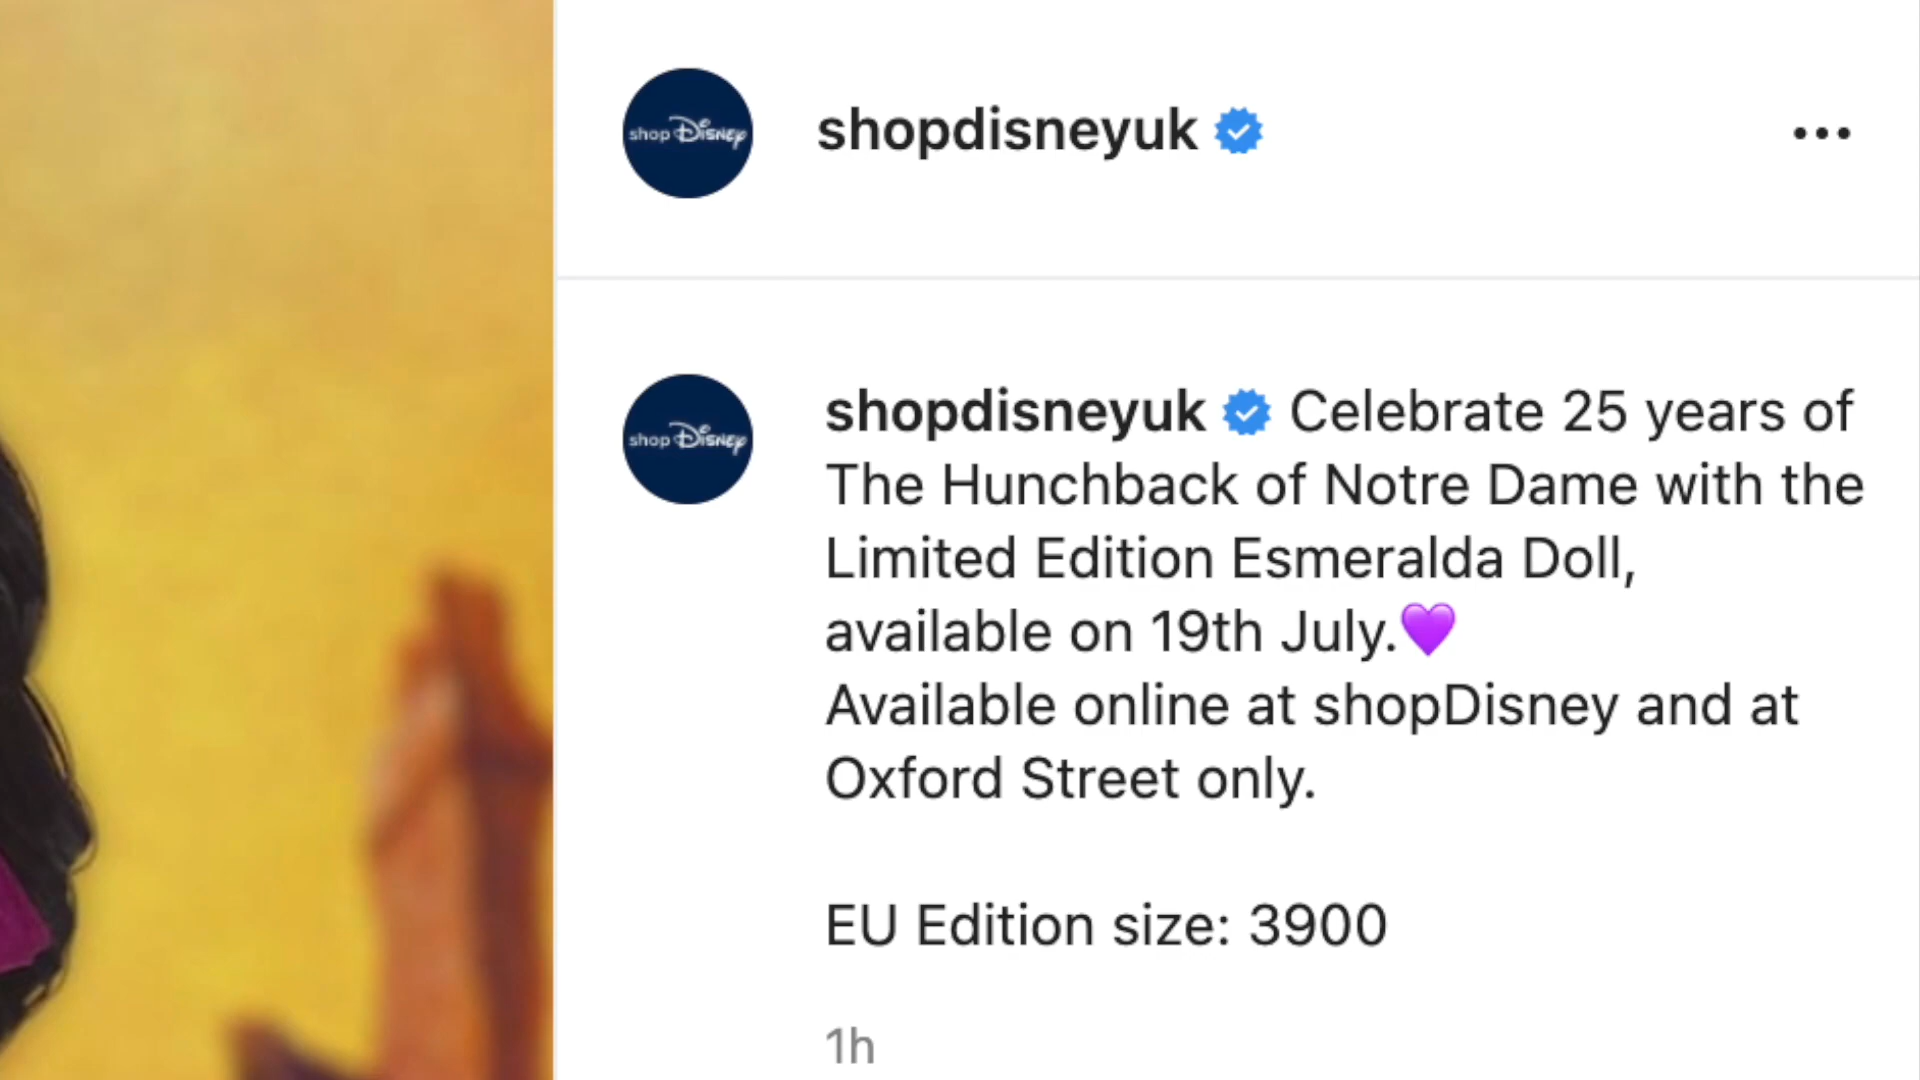 shop Disney
shopdisneyuk
shop Disney
shopdisneyuk Celebrate 25 years of
The Hunchback of Notre Dame with the
Limited Edition Esmeralda Doll,
available on 19th July.💜
Available online at shopDisney and at
Oxford Street only.
EU Edition size: 3900
1h